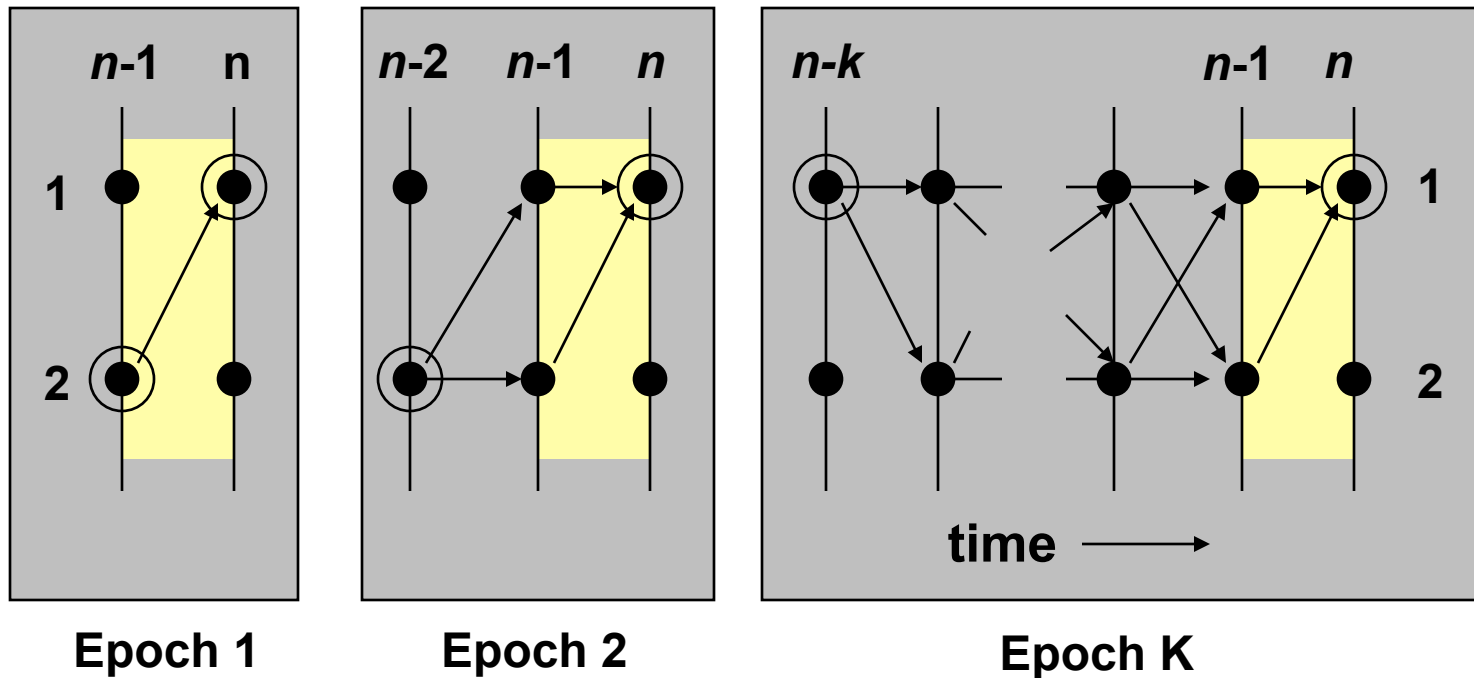 n-1 n
1
2
Epoch 1
n-2 n-1 n
Epoch 2
n-k n-1 n
1
2
time
Epoch K